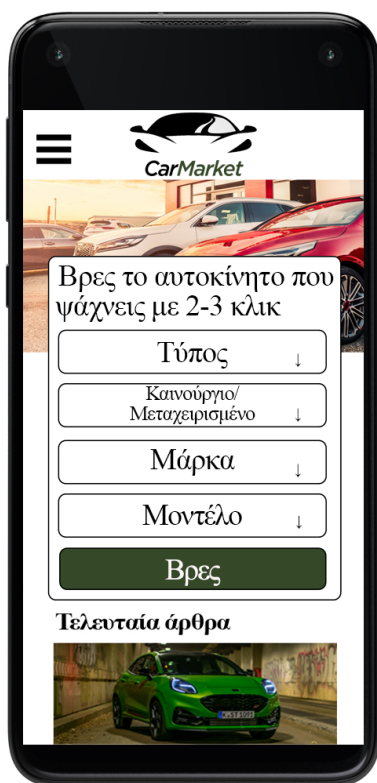 CarMarket
Βρες το αυτοκίνητο που
ψάχνεις με 2-3 κλικ
Τύπος ↓
Καινούργιο/
Μεταχειρισμένο ↓
Μάρκα ↓
Μοντέλο ↓
Βρες
Τελευταία άρθρα